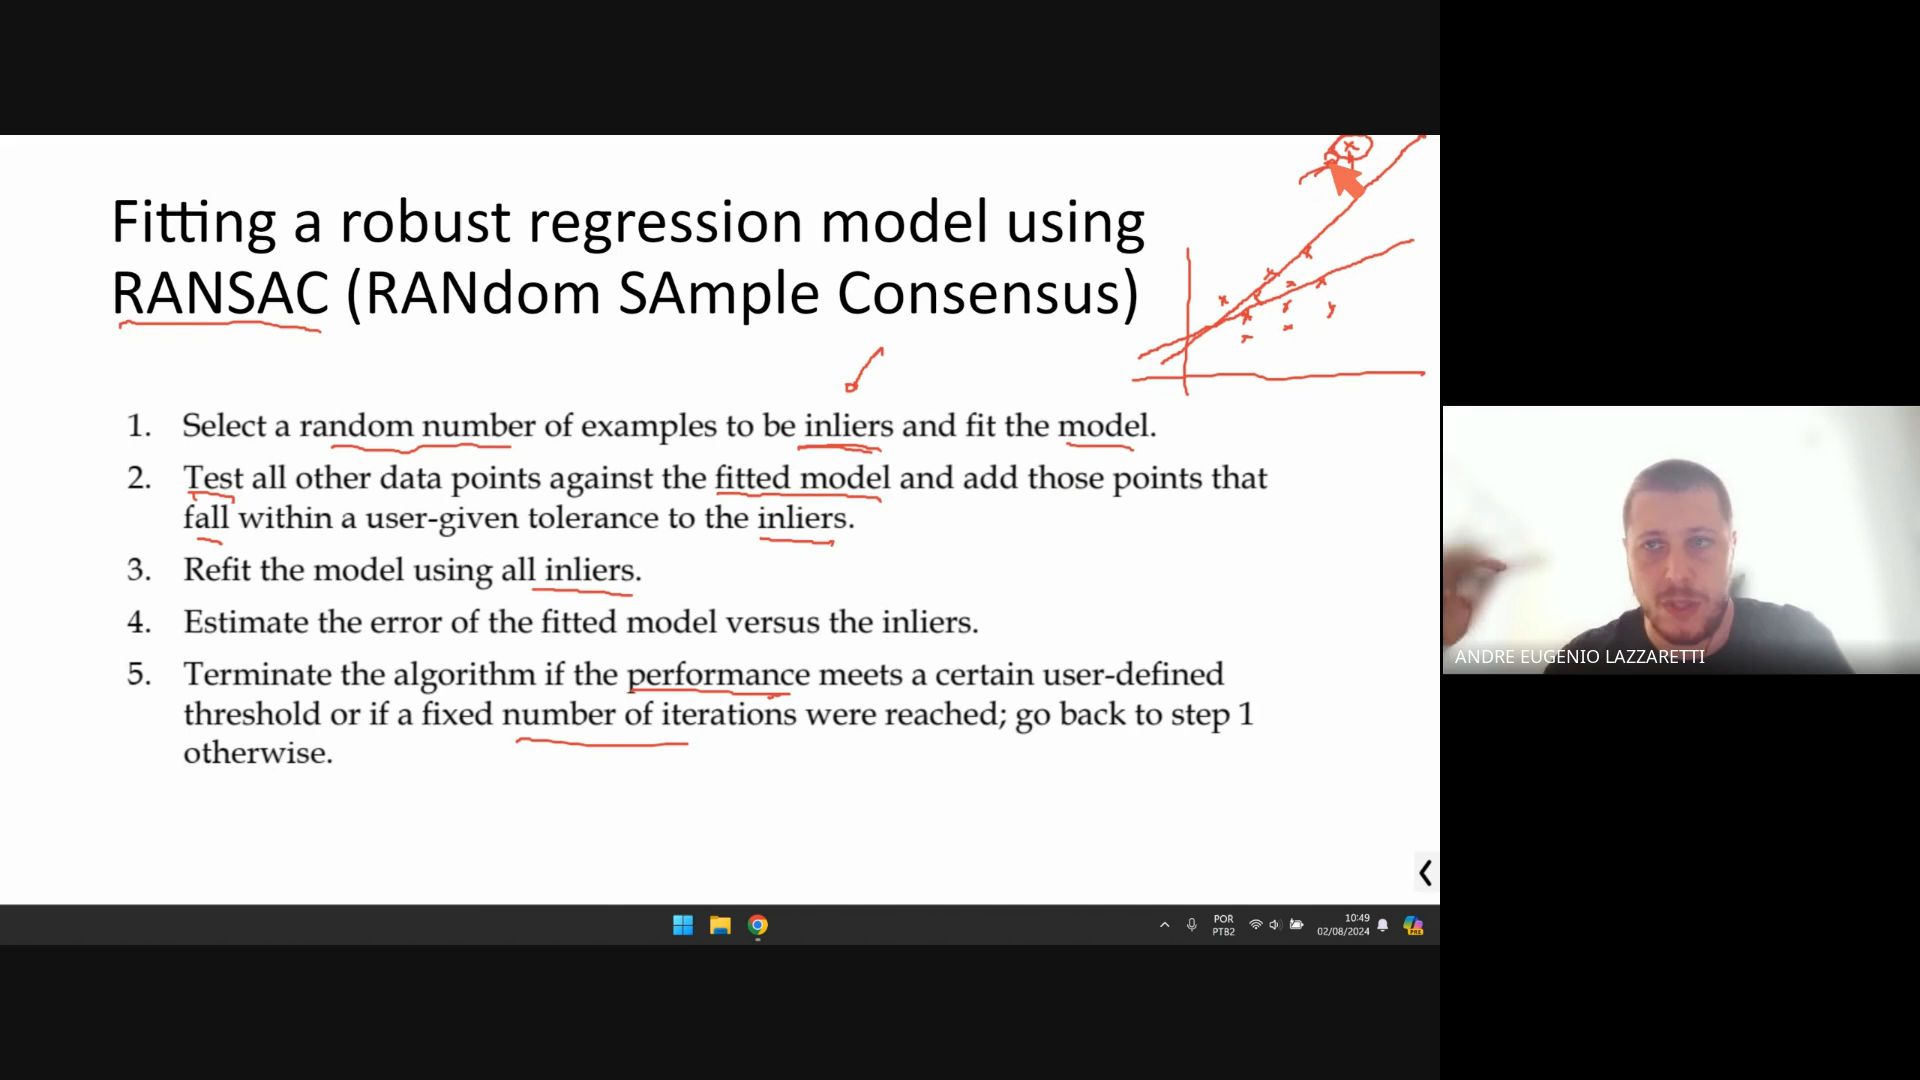 Fitting a robust regression model using
RANSAC (RANdom SAmple Consensus)
1. Select a random number of examples to be inliers and fit the model.
2. Test all other data points against the fitted model and add those points that
fall within a user-given tolerance to the inliers.
3. Refit the model using all inliers.
4. Estimate the error of the fitted model versus the inliers.
5. Terminate the algorithm if the performance meets a certain user-defined
threshold or if a fixed number of iterations were reached; go back to step 1
otherwise.
ANDRE EUGENIO LAZZARETTI
POR
PTB2
10:49
02/08/2024
PRE